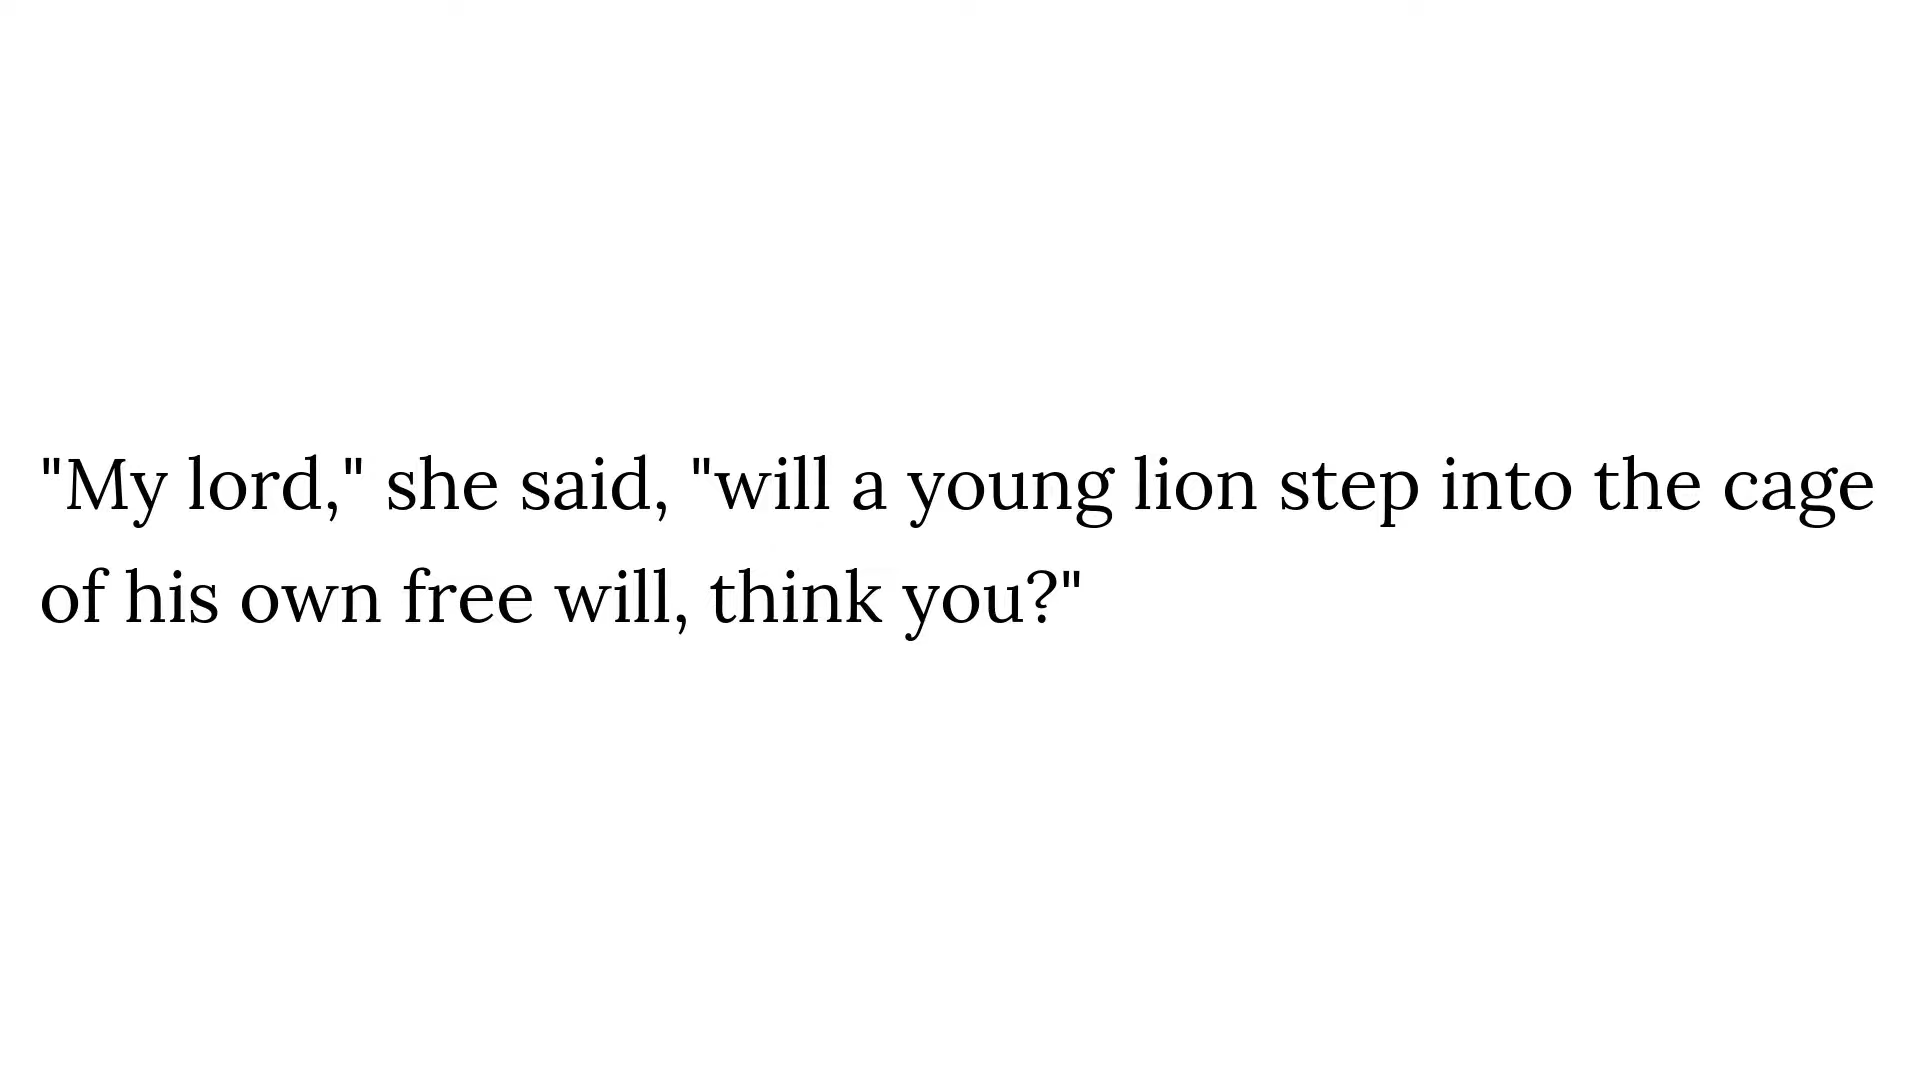 "My lord," she said, "will a young lion step into the cage
of his own free will, think you?"